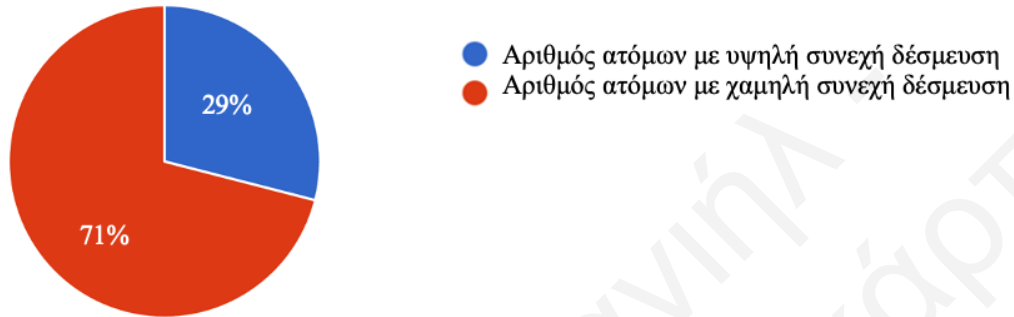 29%
71%
Αριθμός ατόμων με υψηλή συνεχή δέσμευση
Αριθμός ατόμων με χαμηλή συνεχή δέσμευση